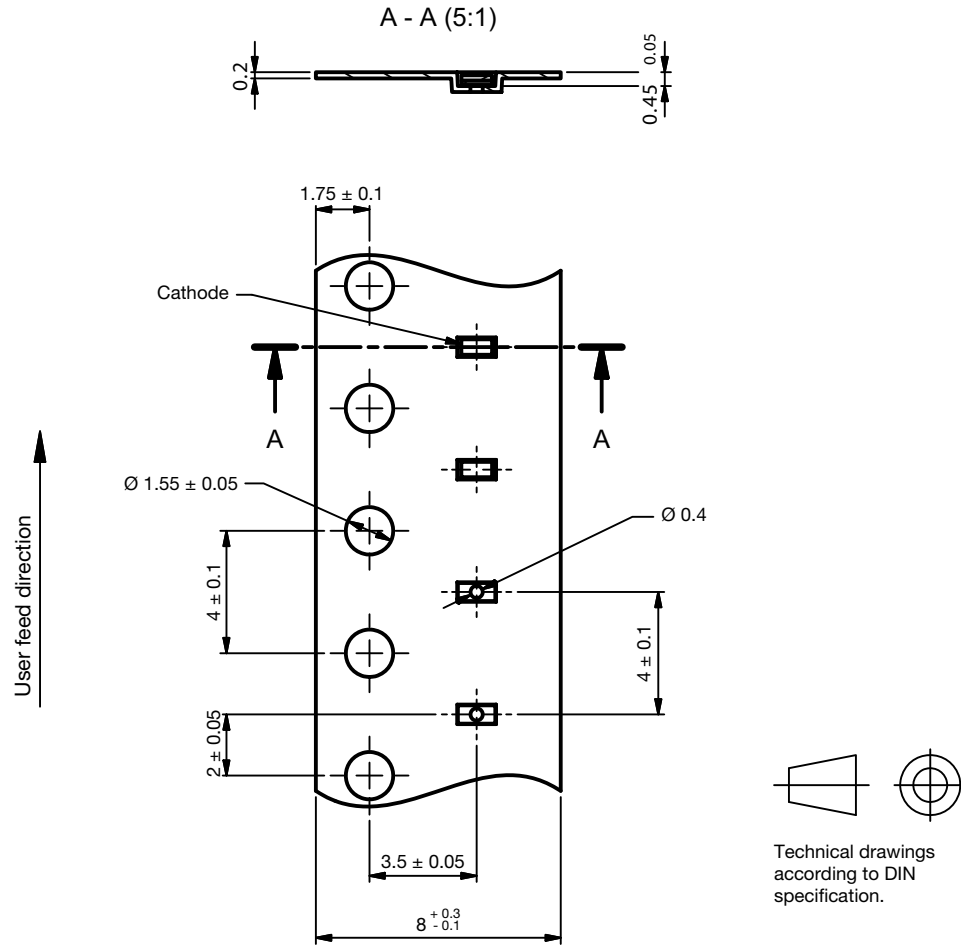 A - A (5:1)
0.2
0.05
0.45
1.75 ± 0.1
Cathode
A
A
Ø 1.55 ± 0.05
Ø 0.4
User feed direction
4 ± 0.1
4 ± 0.1
2 ± 0.05
3.5 ± 0.05
8 + 0.3 - 0.1
Technical drawings
according to DIN
specification.